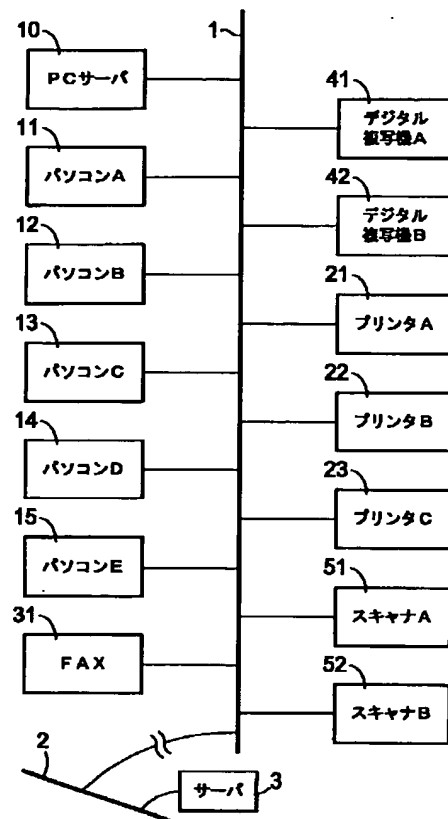 10
PCサーバ
11
パソコンA
12
パソコンB
13
パソコンC
14
パソコンD
15
パソコンE
31
FAX
1
41
デジタル
複写機A
42
デジタル
複写機B
21
プリンタA
22
プリンタB
23
プリンタC
51
スキャナA
52
スキャナB
2
サーバ
3